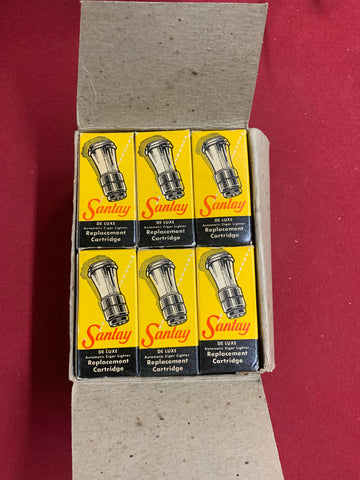 Santay
DE LUXE
Automatic Cigar Lighter
Replacement
Cartridge
Santay
DE LUXE
Automatic Cigar Lighter
Replacement
Cartridge
Santay
DE LUXE
Automatic Cigar Lighter
Replacement
Cartridge
Santay
DE LUXE
Automatic Cigar Lighter
Replacement
Cartridge
Santay
DE LUXE
Automatic Cigar Lighter
Replacement
Cartridge
Santay
DE LUXE
Automatic Cigar Lighter
Replacement
Cartridge